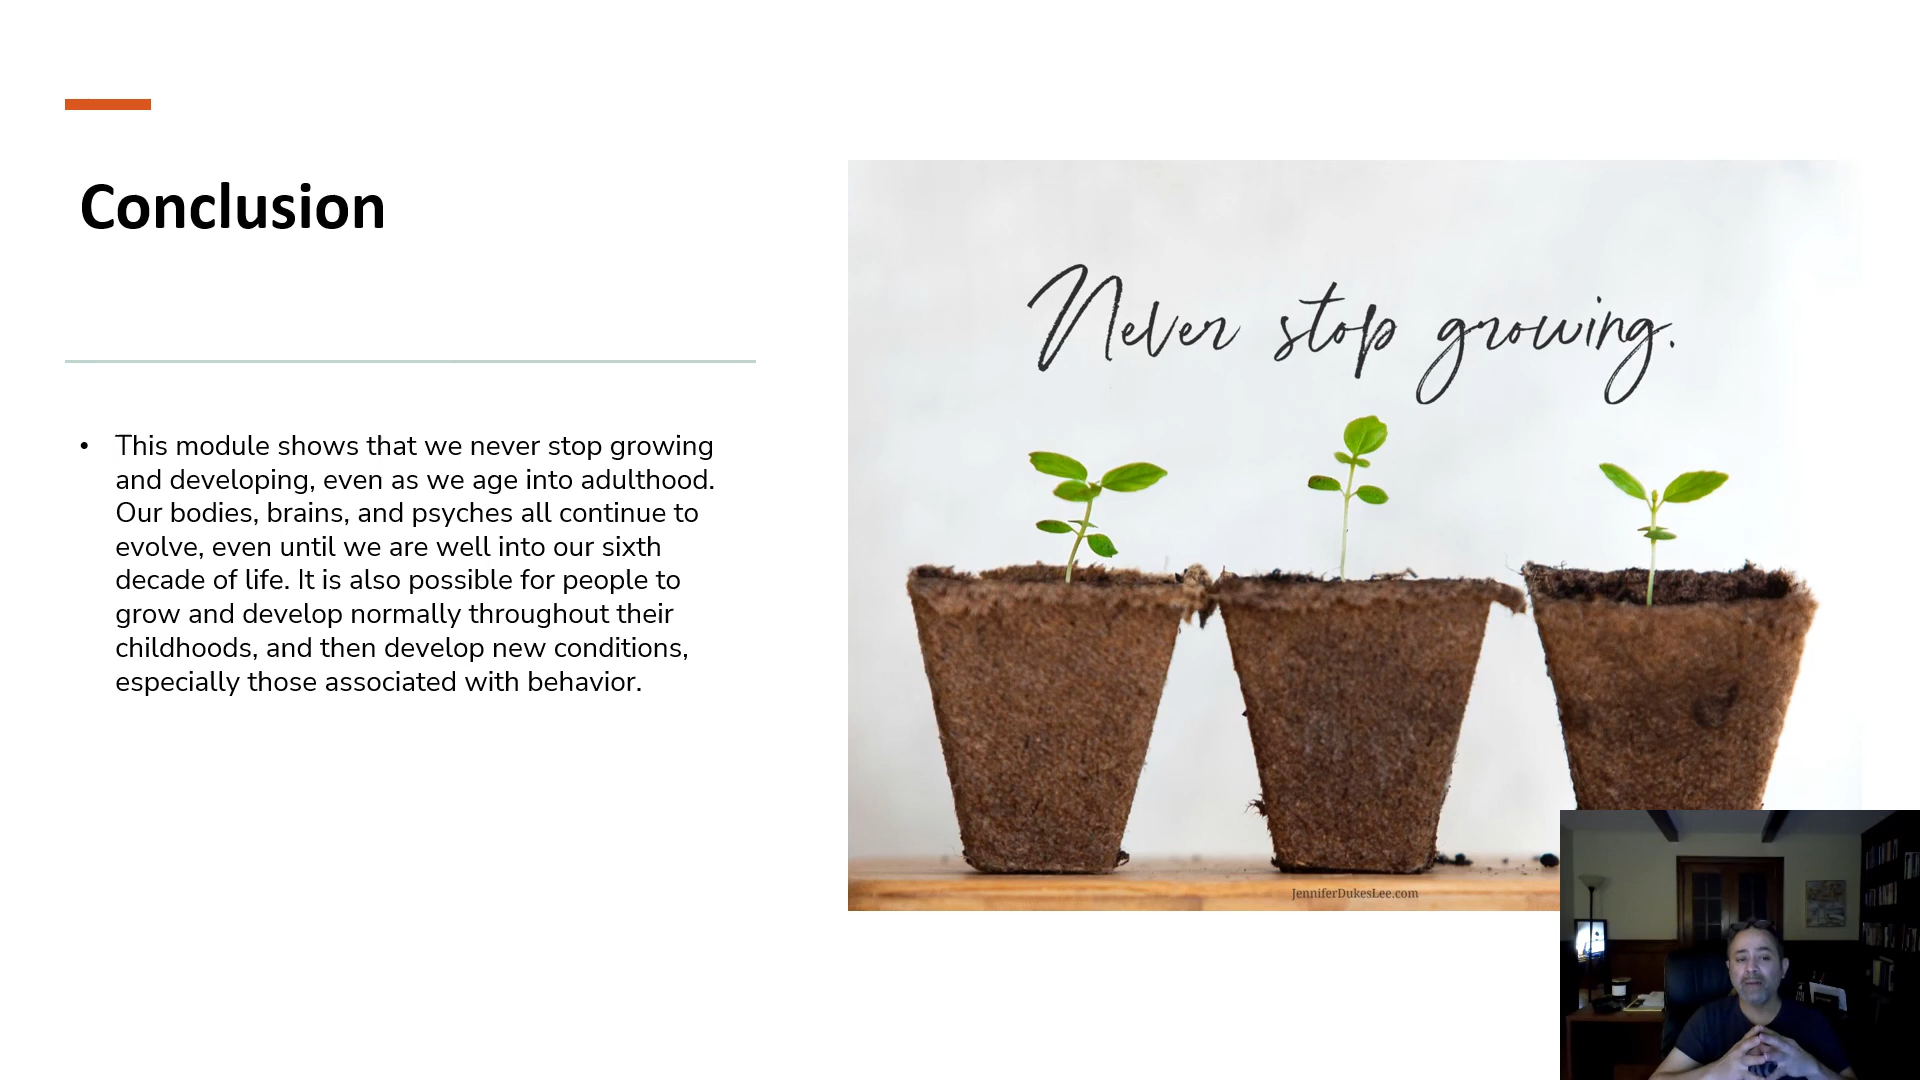 Conclusion
• This module shows that we never stop growing
and developing, even as we age into adulthood.
Our bodies, brains, and psyches all continue to
evolve, even until we are well into our sixth
decade of life. It is also possible for people to
grow and develop normally throughout their
childhoods, and then develop new conditions,
especially those associated with behavior.
Never stop growing.
JenniferDukesLee.com